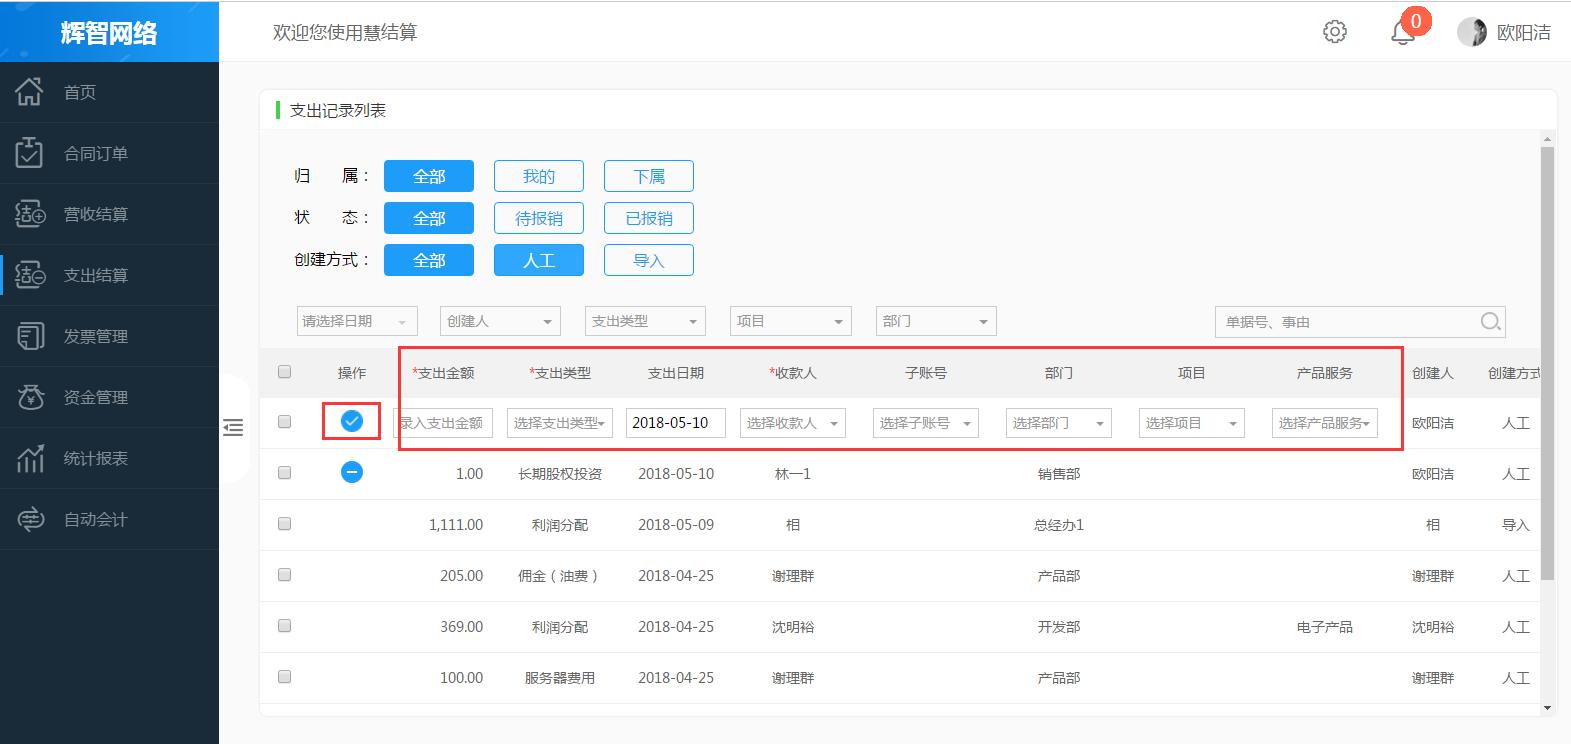 辉智网络
欢迎您使用慧结算
0
欧阳洁
首页
合同订单
营收结算
支出结算
发票管理
资金管理
统计报表
自动会计
支出记录列表
归 属： 全部 我的 下属
状 态： 全部 待报销 已报销
创建方式： 全部 人工 导入
请选择日期 创建人 支出类型 项目 部门 单据号、事由
操作 *支出金额 *支出类型 支出日期 *收款人 子账号 部门 项目 产品服务 创建人 创建方式
录入支出金额 选择支出类型 2018-05-10 选择收款人 选择子账号 选择部门 选择项目 选择产品服务 欧阳洁 人工
1.00 长期股权投资 2018-05-10 林一1 销售部 欧阳洁 人工
1,111.00 利润分配 2018-05-09 相 总经办1 相 导入
205.00 佣金（油费） 2018-04-25 谢理群 产品部 谢理群 人工
369.00 利润分配 2018-04-25 沈明裕 开发部 电子产品 沈明裕 人工
100.00 服务器费用 2018-04-25 谢理群 产品部 谢理群 人工